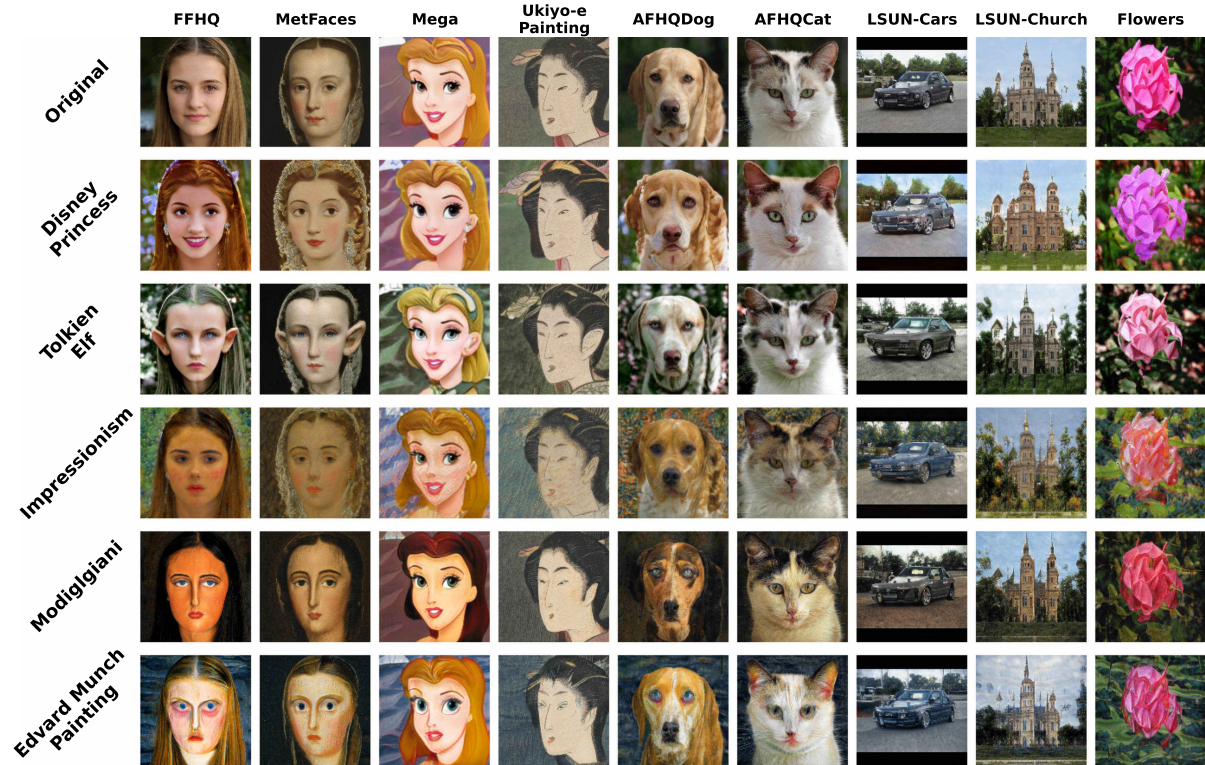 FFHQ
MetFaces
Mega
Ukiyo-e
Painting
AFHQDog
AFHQCat
LSUN-Cars
LSUN-Church
Flowers
Original
Disney
Princess
Tolkien
Elf
Impressionism
Modiglgiani
Edvard Munch
Painting